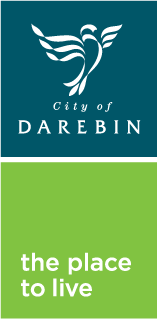 City of
DAREBIN
the place
to live